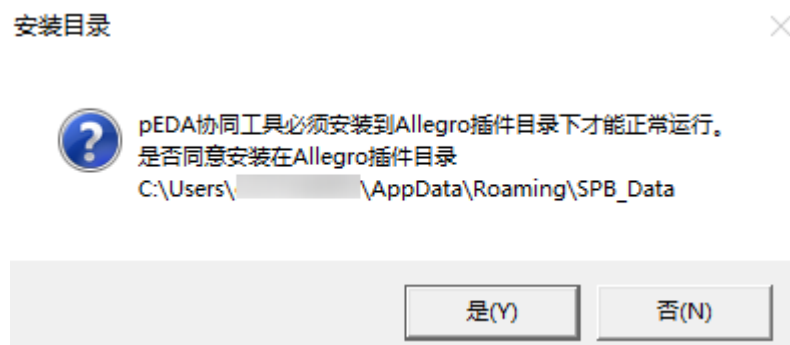 安装目录
pEDA协同工具必须安装到Allegro插件目录下才能正常运行。
是否同意安装在Allegro插件目录
C:\Users\ \AppData\Roaming\SPB_Data
是(Y) 否(N)